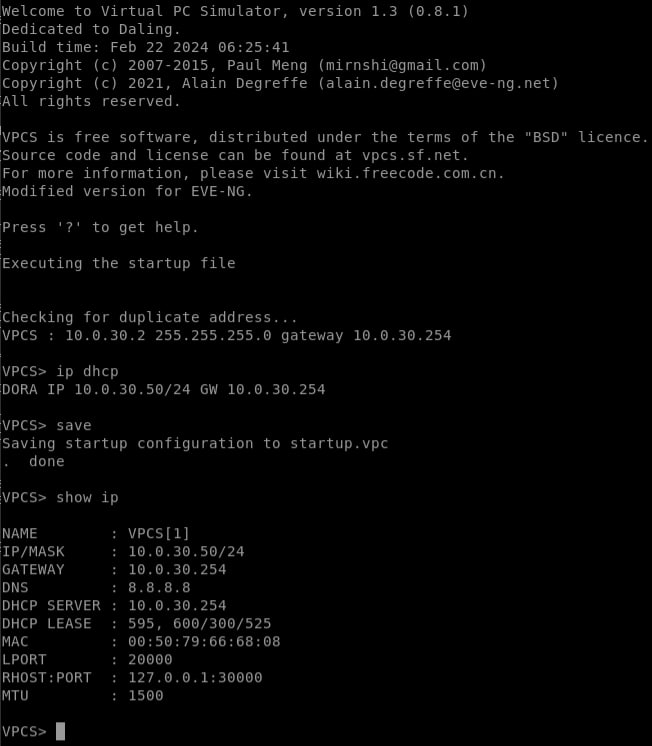 Welcome to Virtual PC Simulator, version 1.3 (0.8.1)
Dedicated to Daling.
Build time: Feb 22 2024 06:25:41
Copyright (c) 2007-2015, Paul Meng (mirnshi@gmail.com)
Copyright (c) 2021, Alain Degreffe (alain.degreffe@eve-ng.net)
All rights reserved.

VPCS is free software, distributed under the terms of the "BSD" licence.
Source code and license can be found at vpcs.sf.net.
For more information, please visit wiki.freecode.com.cn.
Modified version for EVE-NG.

Press '?' to get help.

Executing the startup file

Checking for duplicate address...
VPCS : 10.0.30.2 255.255.255.0 gateway 10.0.30.254

VPCS> ip dhcp
DORA IP 10.0.30.50/24 GW 10.0.30.254

VPCS> save
Saving startup configuration to startup.vpc
.  done

VPCS> show ip

NAME        : VPCS[1]
IP/MASK     : 10.0.30.50/24
GATEWAY     : 10.0.30.254
DNS         : 8.8.8.8
DHCP SERVER : 10.0.30.254
DHCP LEASE  : 595, 600/300/525
MAC         : 00:50:79:66:68:08
LPORT       : 20000
RHOST:PORT  : 127.0.0.1:30000
MTU         : 1500

VPCS>